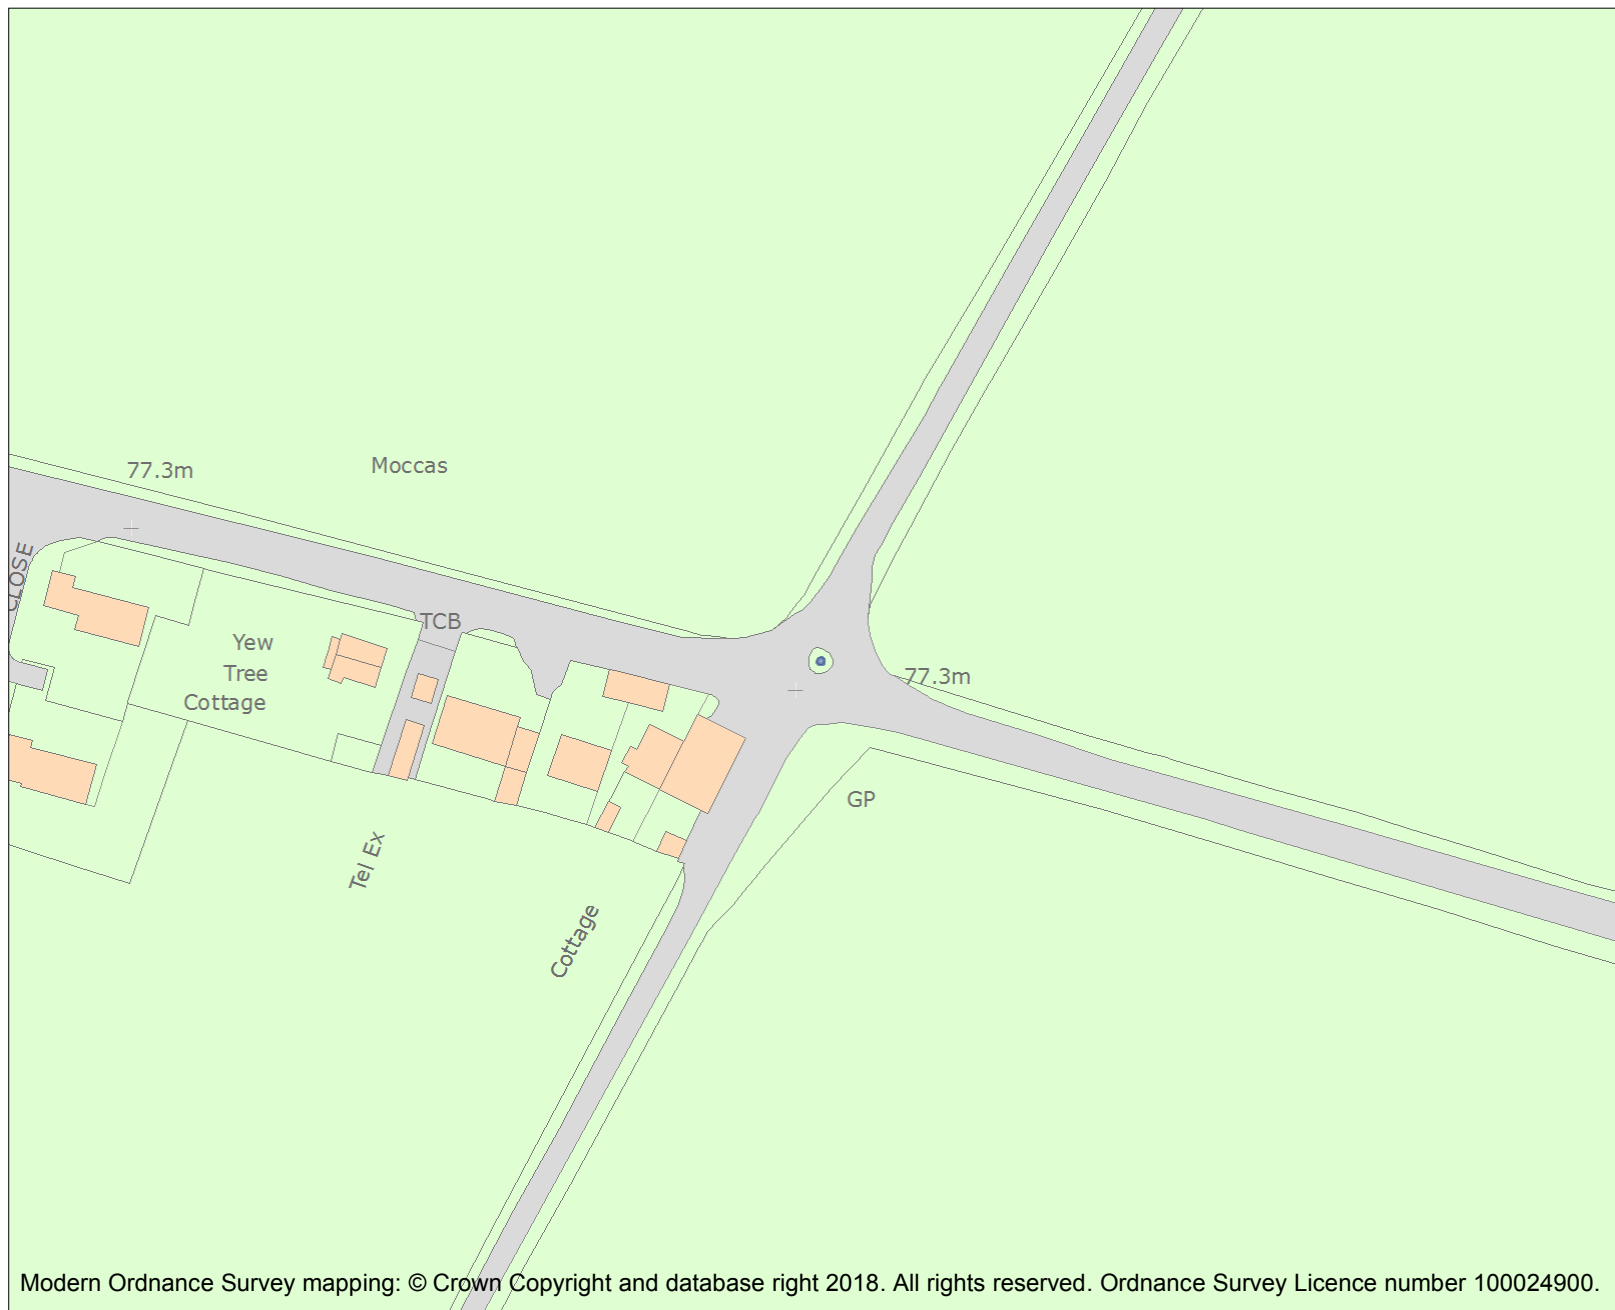 Moccas
77.3m
CLOSE
TCB
Yew
Tree
Cottage
77.3m
GP
Tel Ex
Cottage
Modern Ordnance Survey mapping: © Crown Copyright and database right 2018. All rights reserved. Ordnance Survey Licence number 100024900.